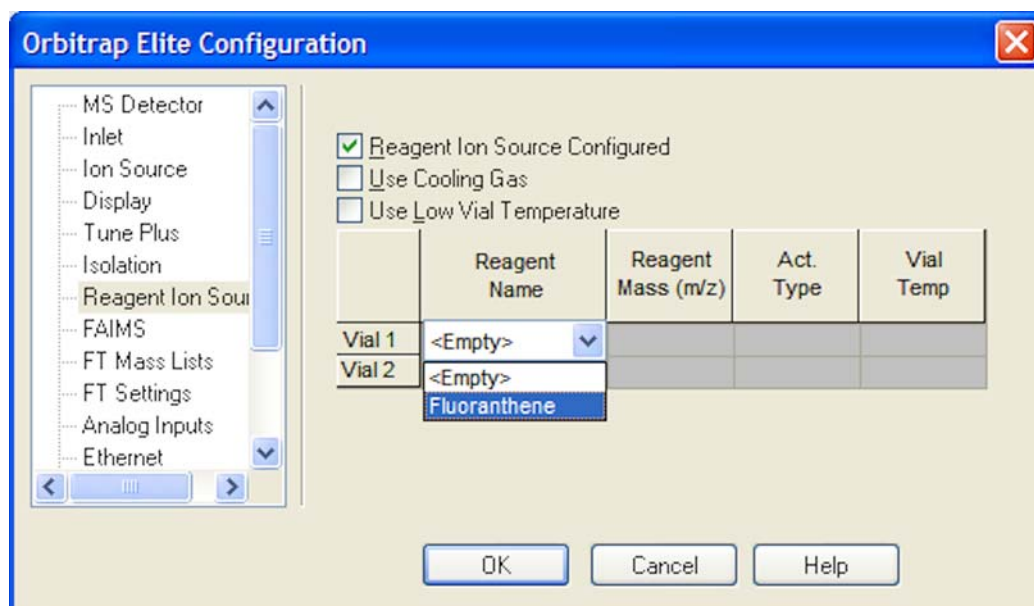 Orbitrap Elite Configuration
MS Detector
Inlet
Ion Source
Display
Tune Plus
Isolation
Reagent Ion Sour
FAIMS
FT Mass Lists
FT Settings
Analog Inputs
Ethernet
Reagent Ion Source Configured
Use Cooling Gas
Use Low Vial Temperature
Reagent Name
Reagent Mass (m/z)
Act. Type
Vial Temp
Vial 1
<Empty>
Vial 2
<Empty>
Fluoranthene
OK
Cancel
Help